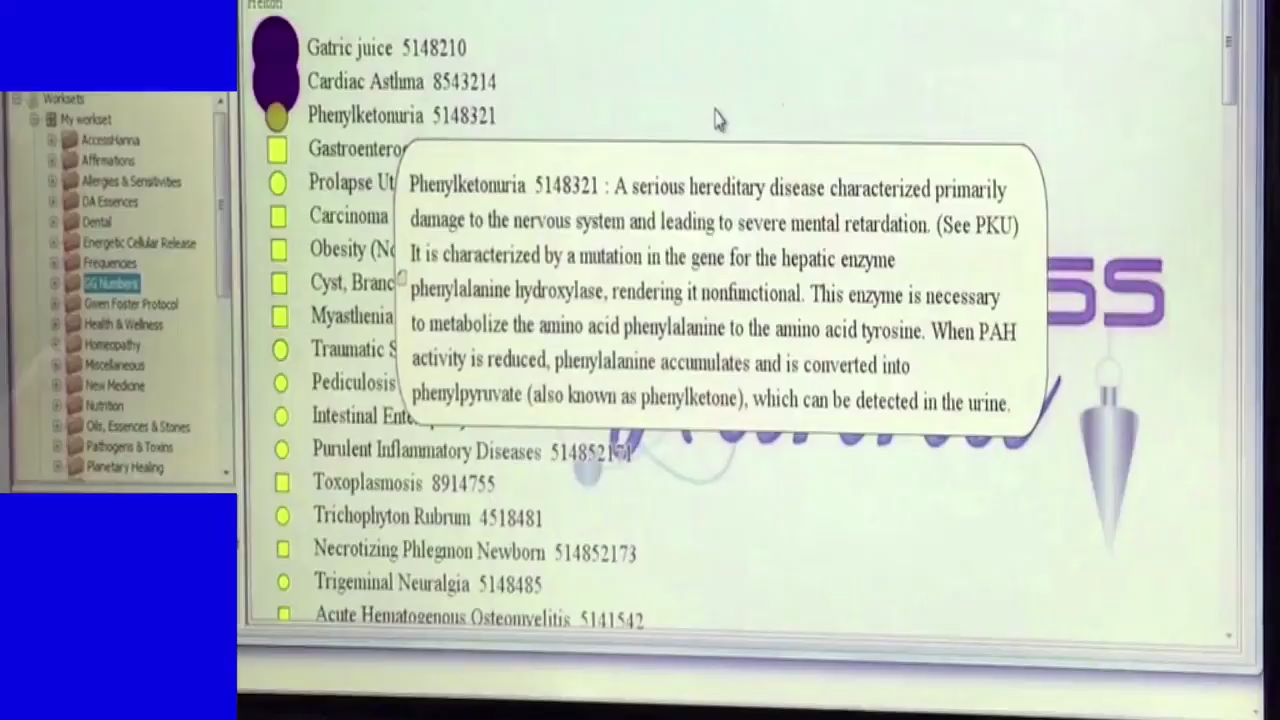 Worksets
My workset
AccessHanna
Affirmations
Allergies & Sensitivities
DA Essences
Dental
Energetic Cellular Release
Frequencies
GG Numbers
Gwen Foster Protocol
Health & Wellness
Homeopathy
Miscellaneous
New Medicine
Nutrition
Oils, Essences & Stones
Pathogens & Toxins
Planetary Healing
Gatric juice 5148210
Cardiac Asthma 8543214
Phenylketonuria 5148321
Gastroentero
Prolapse Ut
Carcinoma
Obesity (No
Cyst, Branc
Myasthenia
Traumatic S
Pediculosis
Intestinal Ente
Purulent Inflammatory Diseases 514852171
Toxoplasmosis 8914755
Trichophyton Rubrum 4518481
Necrotizing Phlegmon Newborn 514852173
Trigeminal Neuralgia 5148485
Acute Hematogenous Osteomyelitis 5141542
Phenylketonuria 5148321 : A serious hereditary disease characterized primarily
damage to the nervous system and leading to severe mental retardation. (See PKU)
It is characterized by a mutation in the gene for the hepatic enzyme
phenylalanine hydroxylase, rendering it nonfunctional. This enzyme is necessary
to metabolize the amino acid phenylalanine to the amino acid tyrosine. When PAH
activity is reduced, phenylalanine accumulates and is converted into
phenylpyruvate (also known as phenylketone), which can be detected in the urine.
ss